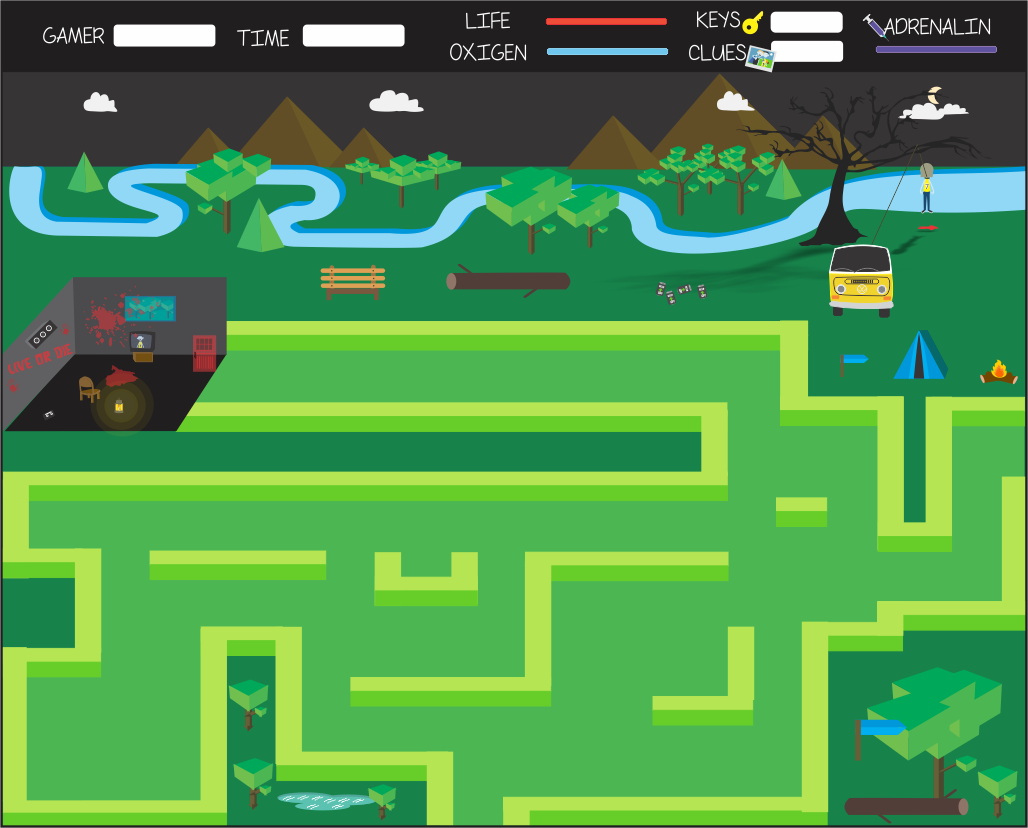 GAMER
TIME
LIFE
OXIGEN
KEYS
CLUES
ADRENALIN
LIVE OR DIE